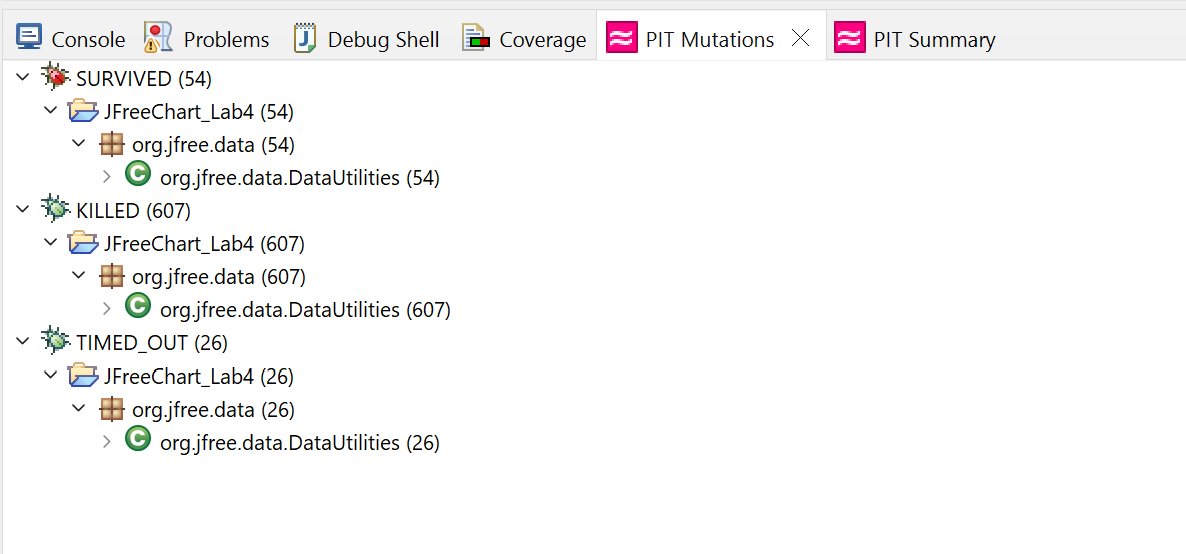 Console Problems Debug Shell Coverage PIT Mutations PIT Summary
SURVIVED (54)
JFreeChart_Lab4 (54)
org.jfree.data (54)
org.jfree.data.DataUtilities (54)
KILLED (607)
JFreeChart_Lab4 (607)
org.jfree.data (607)
org.jfree.data.DataUtilities (607)
TIMED_OUT (26)
JFreeChart_Lab4 (26)
org.jfree.data (26)
org.jfree.data.DataUtilities (26)